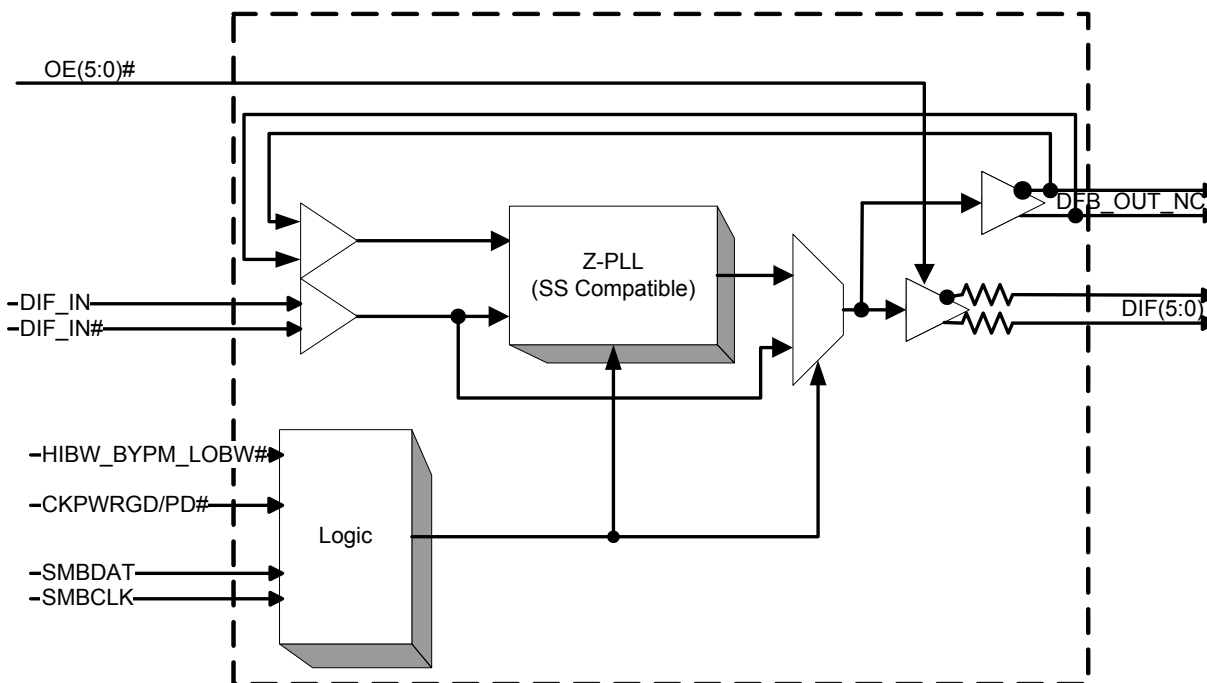 OE(5:0)#
DFB_OUT_NC
Z-PLL
(SS Compatible)
DIF_IN
DIF_IN#
DIF(5:0)
HIBW_BYPM_LOBW#
CKPWRGD/PD#
Logic
SMBDAT
SMBCLK